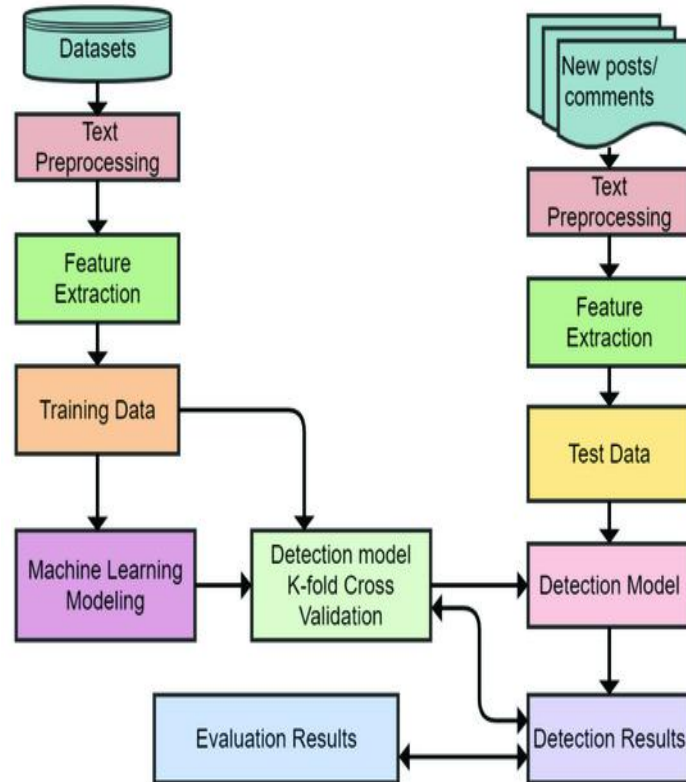 Datasets
Text
Preprocessing
Feature
Extraction
Training Data
Machine Learning
Modeling
Detection model
K-fold Cross
Validation
New posts/
comments
Text
Preprocessing
Feature
Extraction
Test Data
Detection Model
Detection Results
Evaluation Results